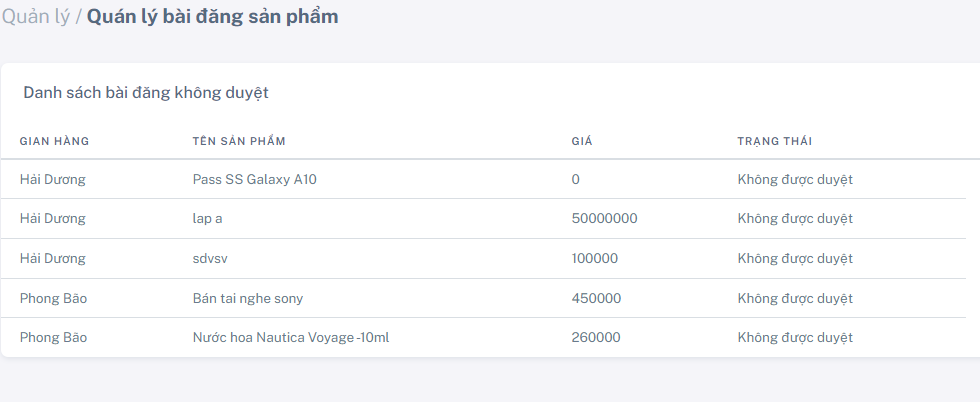 Quản lý / Quản lý bài đăng sản phẩm
Danh sách bài đăng không duyệt
GIAN HÀNG TÊN SẢN PHẨM GIÁ TRẠNG THÁI
Hải Dương Pass SS Galaxy A10 0 Không được duyệt
Hải Dương lap a 50000000 Không được duyệt
Hải Dương sdvsv 100000 Không được duyệt
Phong Bão Bán tai nghe sony 450000 Không được duyệt
Phong Bão Nước hoa Nautica Voyage -10ml 260000 Không được duyệt